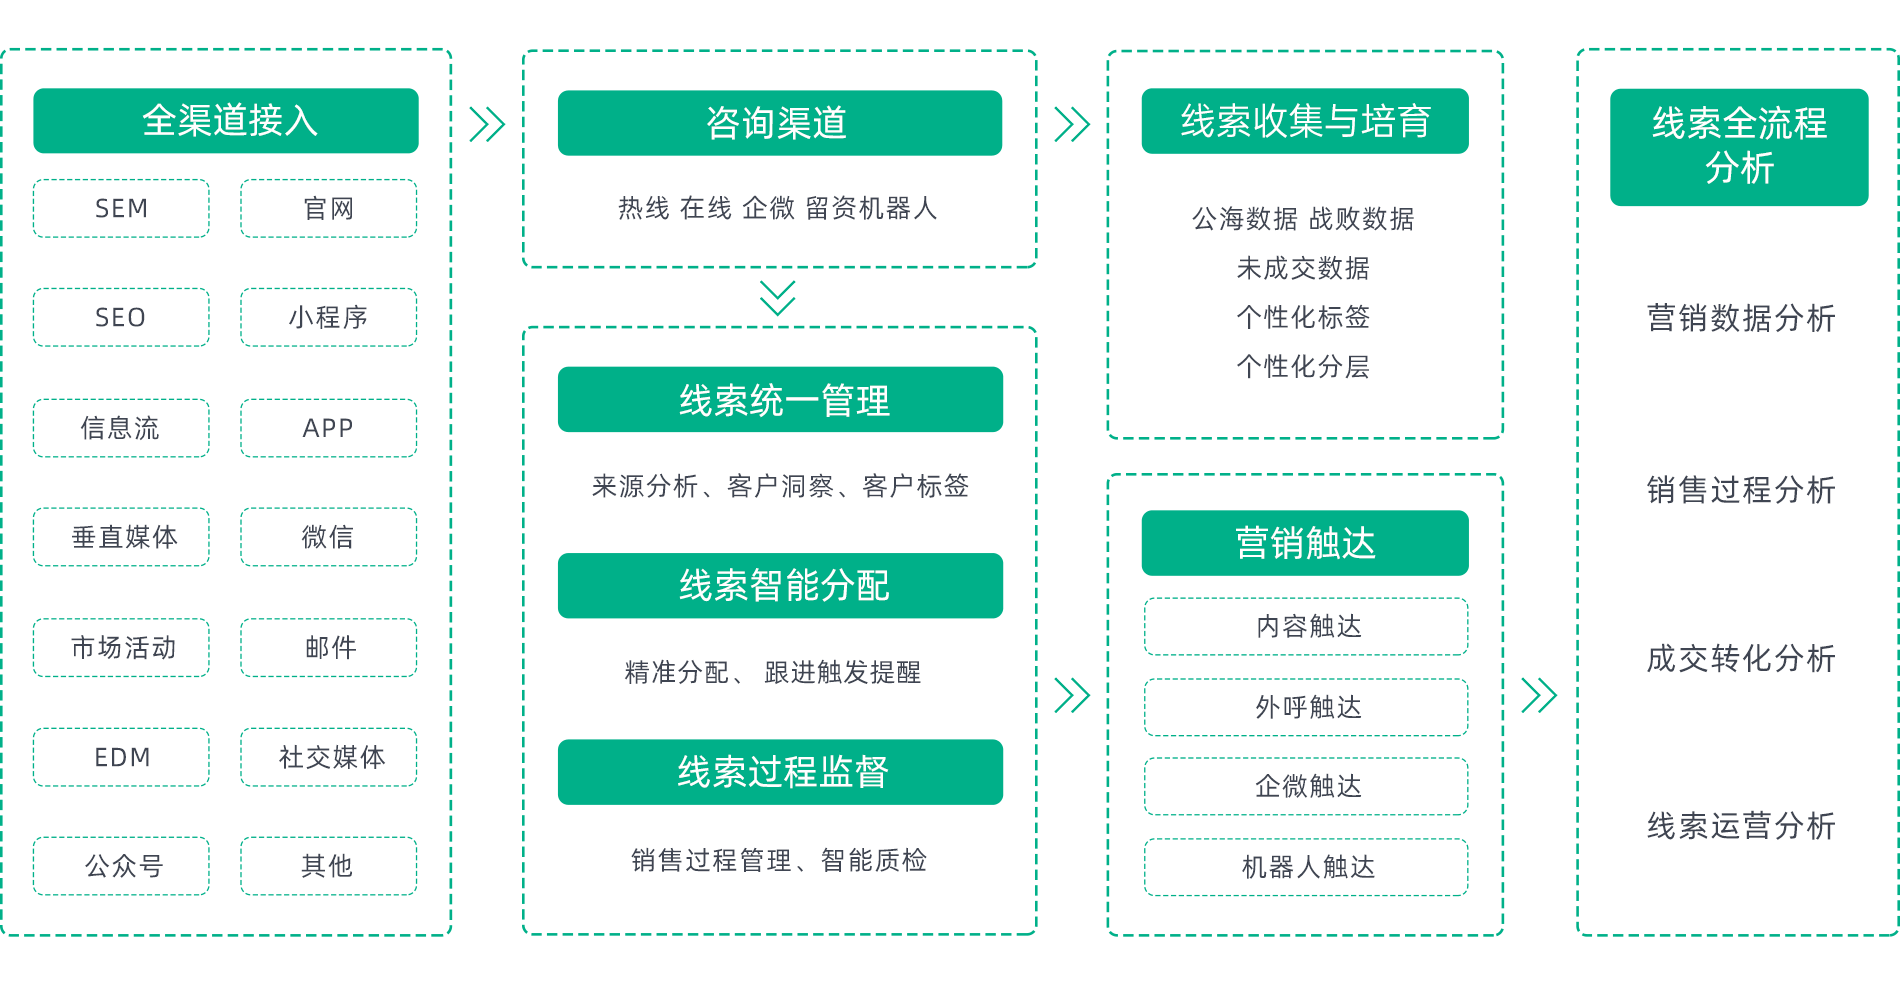 全渠道接入
SEM
官网
SEO
小程序
信息流
APP
垂直媒体
微信
市场活动
邮件
EDM
社交媒体
公众号
其他
咨询渠道
热线 在线 企微 留资机器人
线索统一管理
来源分析、客户洞察、客户标签
线索智能分配
精准分配、 跟进触发提醒
线索过程监督
销售过程管理、智能质检
线索收集与培育
公海数据 战败数据
未成交数据
个性化标签
个性化分层
营销触达
内容触达
外呼触达
企微触达
机器人触达
线索全流程
分析
营销数据分析
销售过程分析
成交转化分析
线索运营分析